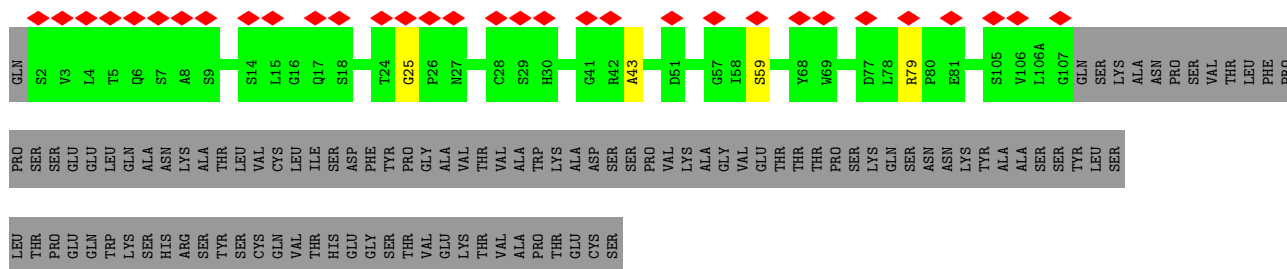 GLN S2 V3 L4 T5 Q6 S7 A8 S9 S14 L15 G16 Q17 S18 T24 G25 P26 N27 C28 S29 H30 G41 R42 A43 D51 G57 I58 S59 Y68 W69 D77 L78 R79 P80 E81 S105 V106 L106A G107 GLN SER LYS ALA ASN PRO SER VAL THR LEU PHE PRO
PRO SER SER GLU GLU LEU GLN ALA ASN LYS ALA THR LEU VAL CYS LEU ILE SER ASP PHE TYR PRO GLY ALA VAL THR VAL ALA TRP LYS ALA ASP SER SER PRO VAL LYS ALA GLY VAL GLU THR THR THR PRO SER LYS GLN SER ASN ASN LYS TYR ALA ALA SER SER TYR LEU SER
LEU THR PRO GLU GLN TRP LYS SER HIS ARG SER TYR SER CYS GLN VAL THR HIS GLU GLY SER THR VAL GLU LYS THR VAL ALA PRO THR GLU CYS SER